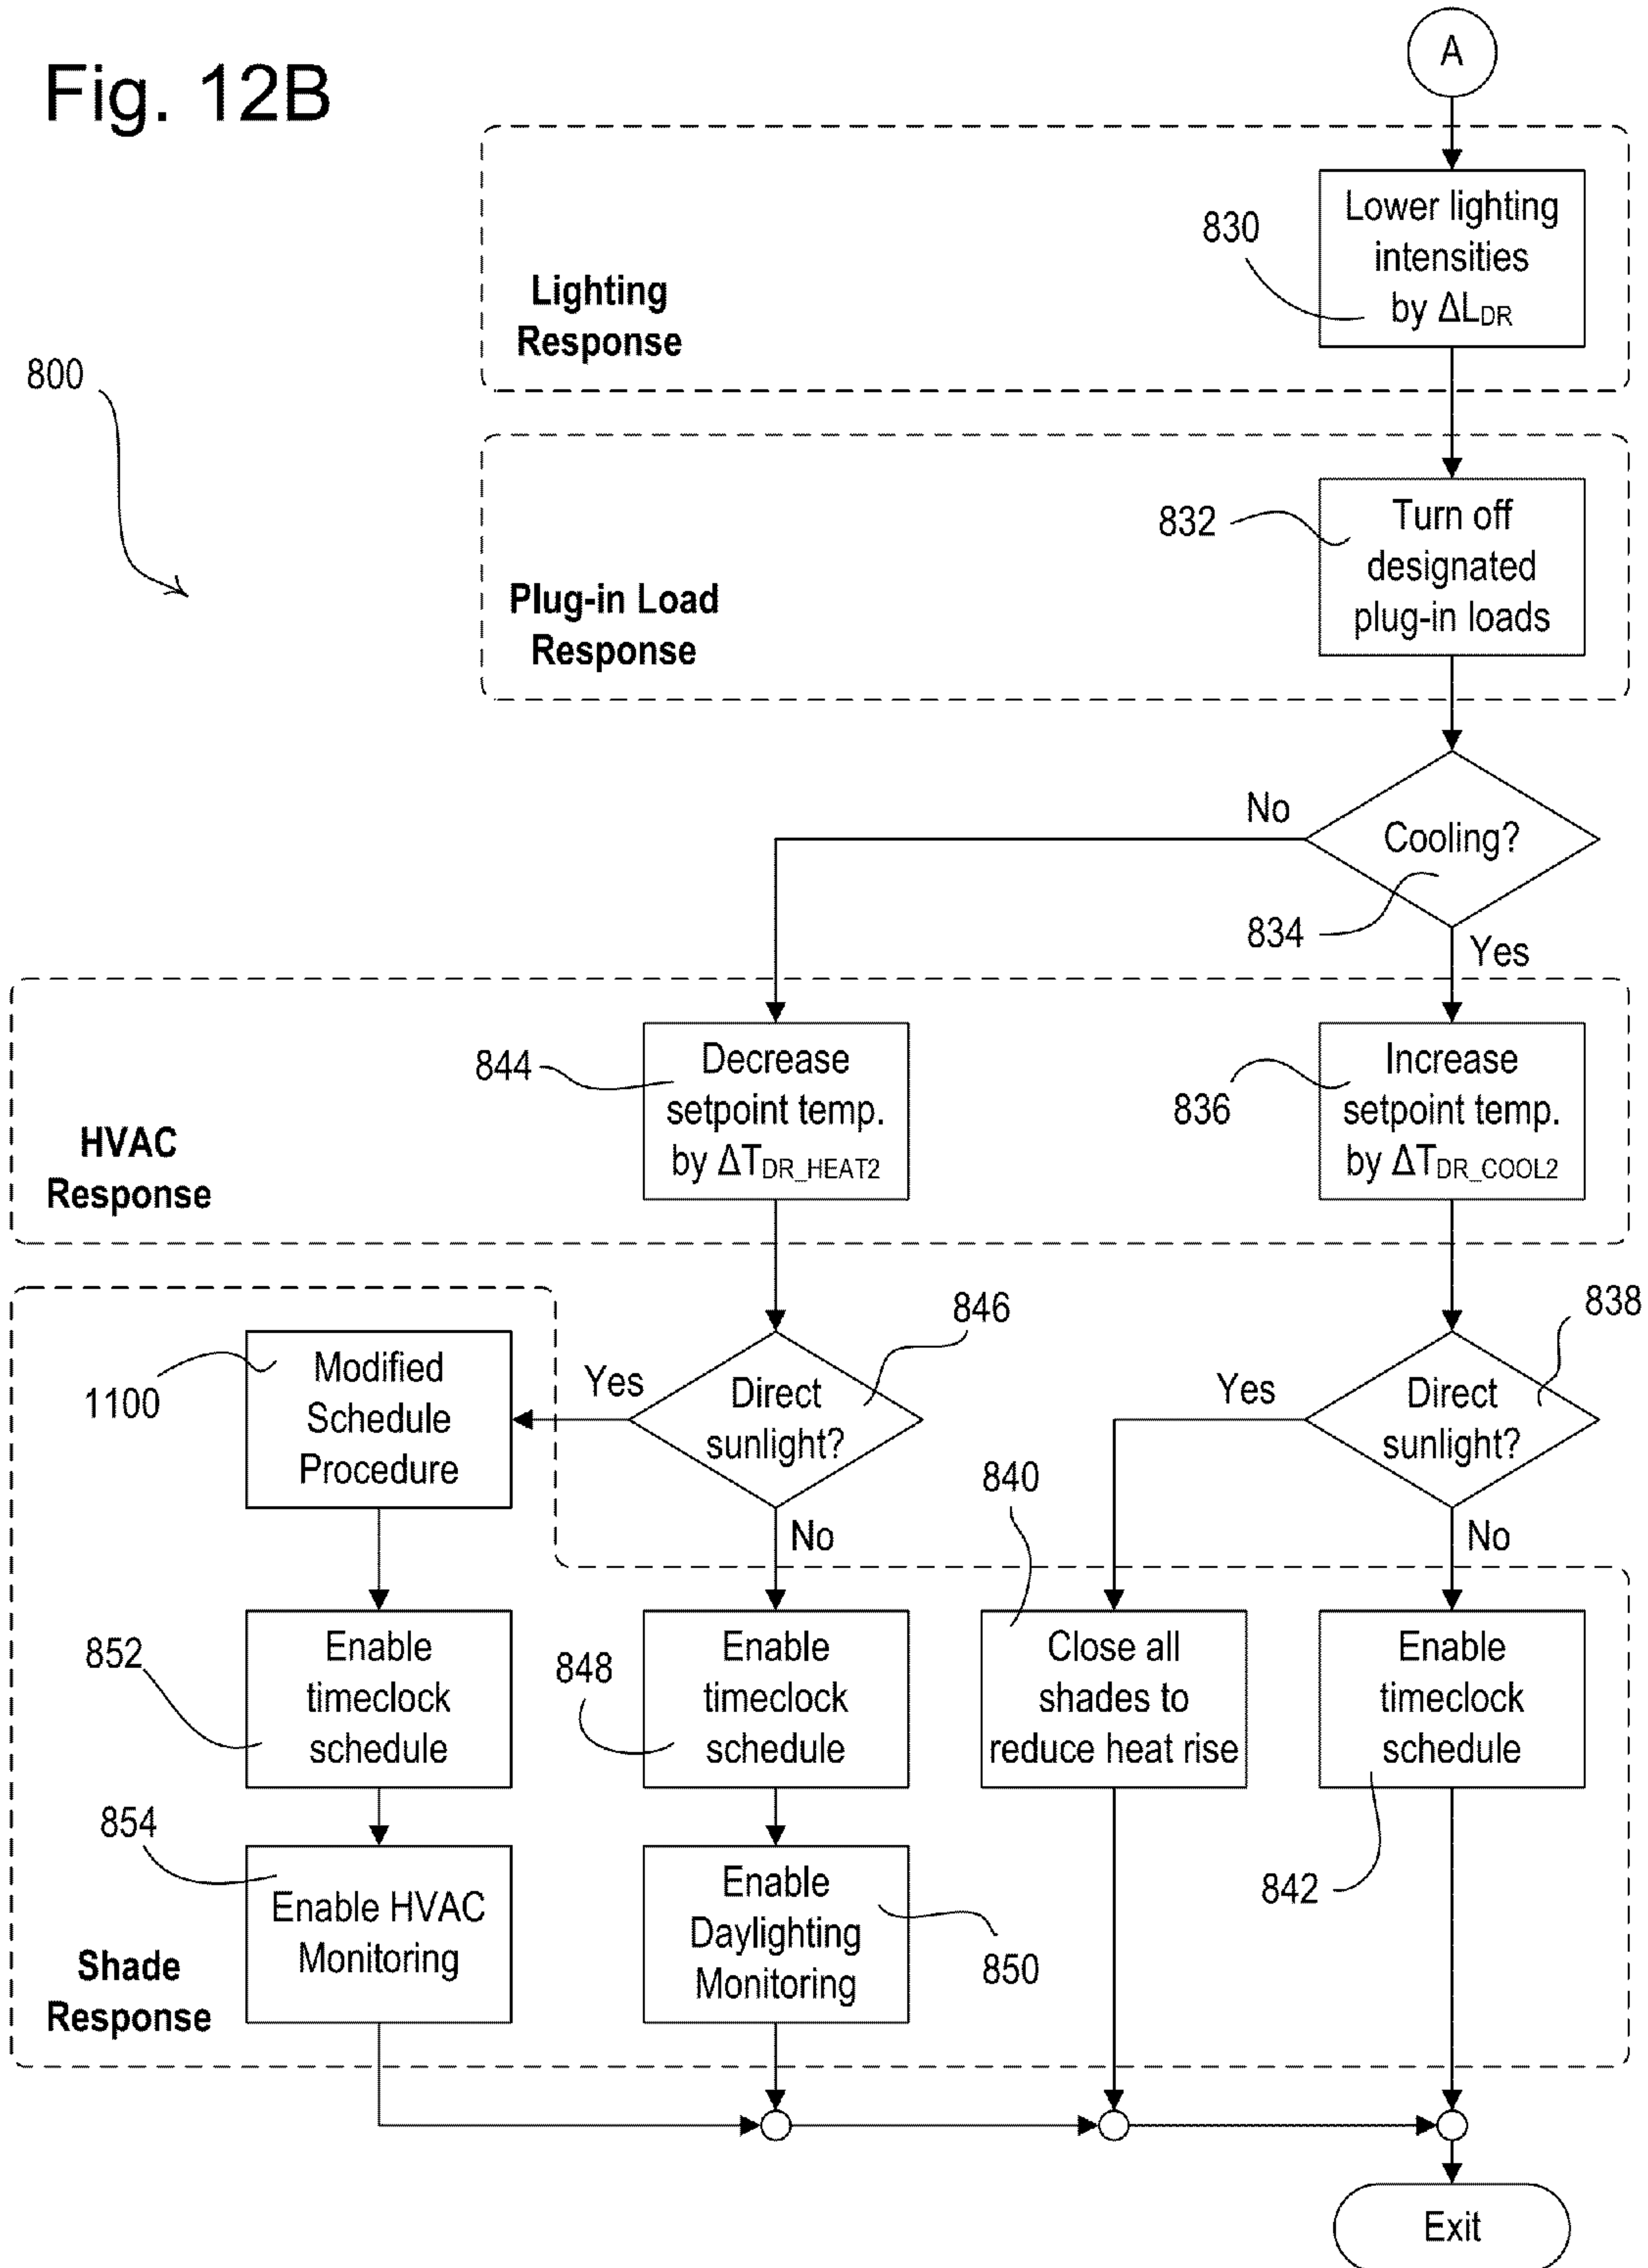 Fig. 12B
A
Lower lighting
intensities
by ΔLDR
830
Lighting
Response
800
Turn off
designated
plug-in loads
832
Plug-in Load
Response
No
Cooling?
834
Yes
844
Decrease
setpoint temp.
by ΔTDR_HEAT2
836
Increase
setpoint temp.
by ΔTDR_COOL2
HVAC
Response
1100
Modified
Schedule
Procedure
Yes
Direct
sunlight?
846
No
Yes
Direct
sunlight?
838
No
852
Enable
timeclock
schedule
848
Enable
timeclock
schedule
840
Close all
shades to
reduce heat rise
Enable
timeclock
schedule
842
854
Enable HVAC
Monitoring
Enable
Daylighting
Monitoring
850
Shade
Response
Exit